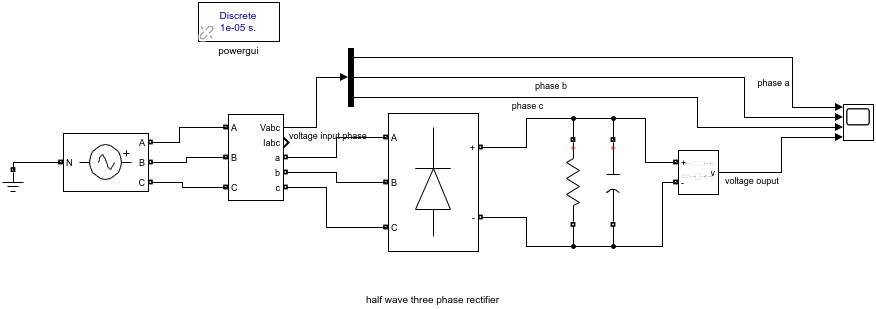 Discrete
1e-05 s.
powergui
phase a
phase b
phase c
N
A
B
C
+
A
B
C
Vabc
Iabc
a
b
c
voltage input phase
A
B
C
+
-
+
+
+
-
v
voltage ouput
half wave three phase rectifier